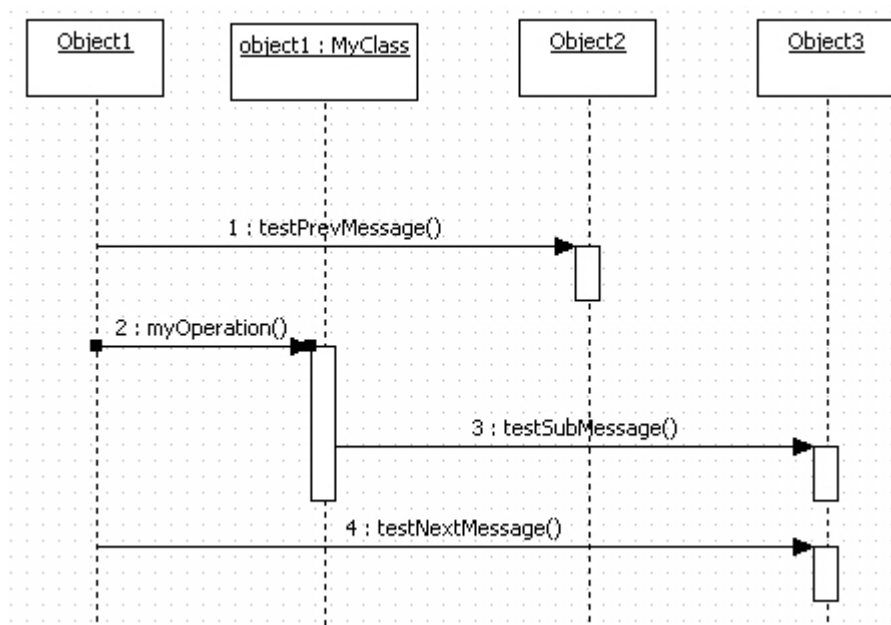 Object1
object1 : MyClass
Object2
Object3
1 : testPrevMessage()
2 : myOperation()
3 : testSubMessage()
4 : testNextMessage()